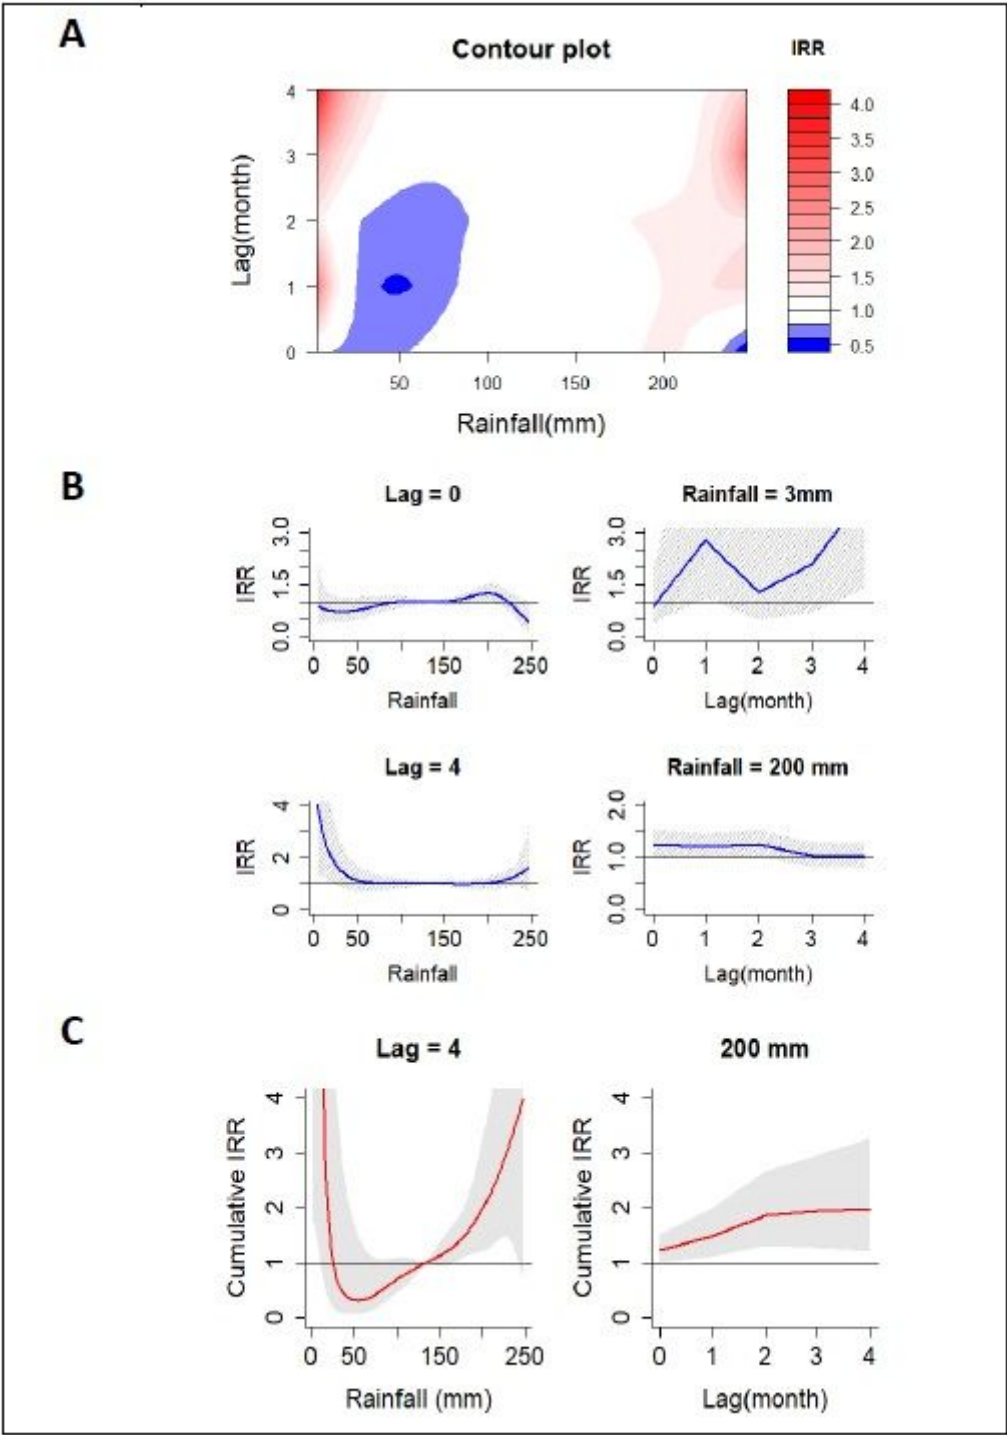 A
Contour plot
IRR
Lag(month)
4
3
2
1
0
50 100 150 200
Rainfall(mm)
4.0
3.5
3.0
2.5
2.0
1.5
1.0
0.5
B
Lag = 0
IRR
3.0
1.5
0.0
0 50 150 250
Rainfall
Rainfall = 3mm
IRR
3.0
1.5
0.0
0 1 2 3 4
Lag(month)
Lag = 4
IRR
4
2
0
0 50 150 250
Rainfall
Rainfall = 200 mm
IRR
2.0
1.0
0.0
0 1 2 3 4
Lag(month)
C
Lag = 4
Cumulative IRR
4
3
2
1
0
0 50 150 250
Rainfall (mm)
200 mm
Cumulative IRR
4
3
2
1
0
0 1 2 3 4
Lag(month)